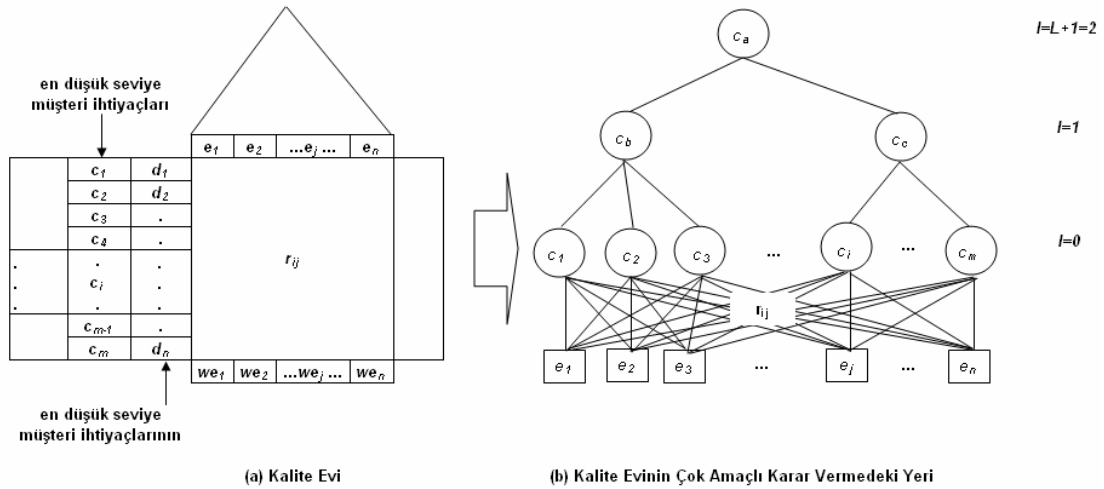 en düşük seviye
müşteri ihtiyaçları
e1 e2 ...ej ... en
c1 d1
c2 d2
c3 .
c4 .
. . .
. ci .
. . .
cm-1 .
cm dn
rij
we1 we2 ...wej ... wen
en düşük seviye
müşteri ihtiyaçlarının
(a) Kalite Evi
ca l=L+1=2
cb cc l=1
c1 c2 c3 ... ci ... cm l=0
rij
e1 e2 e3 ... ej ... en
(b) Kalite Evinin Çok Amaçlı Karar Vermedeki Yeri